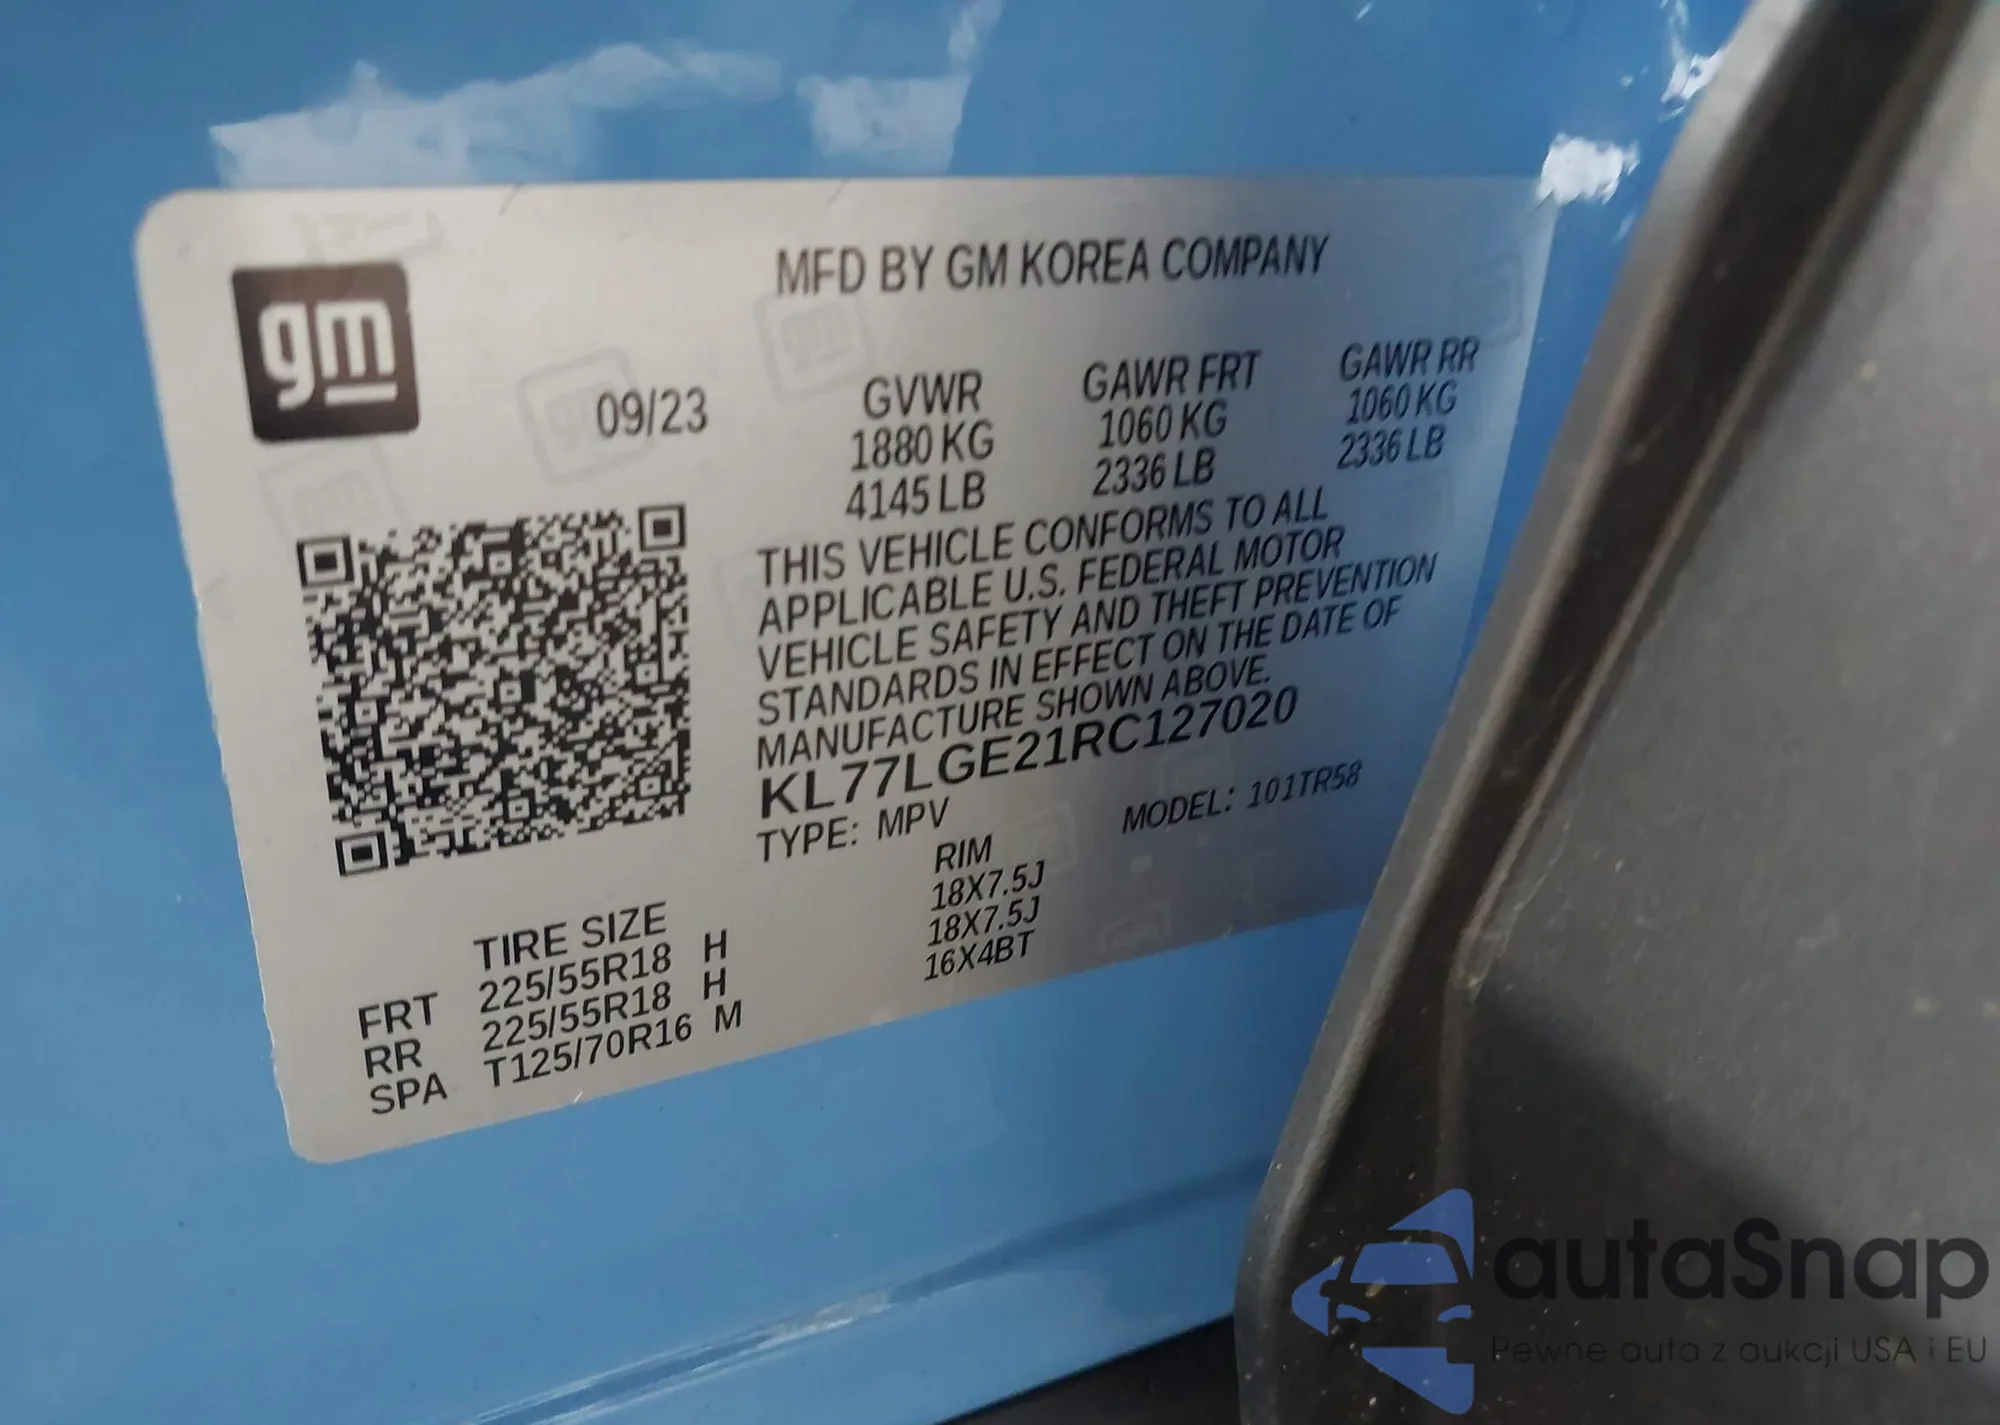 gm
MFD BY GM KOREA COMPANY
09/23
GVWR GAWR FRT GAWR RR
1880 KG 1060 KG 1060 KG
4145 LB 2336 LB 2336 LB
THIS VEHICLE CONFORMS TO ALL
APPLICABLE U.S. FEDERAL MOTOR
VEHICLE SAFETY AND THEFT PREVENTION
STANDARDS IN EFFECT ON THE DATE OF
MANUFACTURE SHOWN ABOVE.
KL77LGE21RC127020
TYPE: MPV MODEL: 101TR58
TIRE SIZE RIM
FRT 225/55R18 H 18X7.5J
RR 225/55R18 H 18X7.5J
SPA T125/70R16 M 16X4BT
autaSnap
Pewne auta z aukcji USA i EU